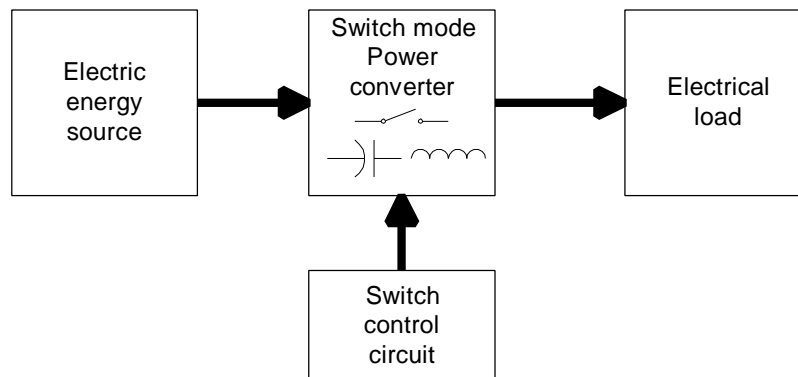 Electric
energy
source
Switch mode
Power
converter
Electrical
load
Switch
control
circuit